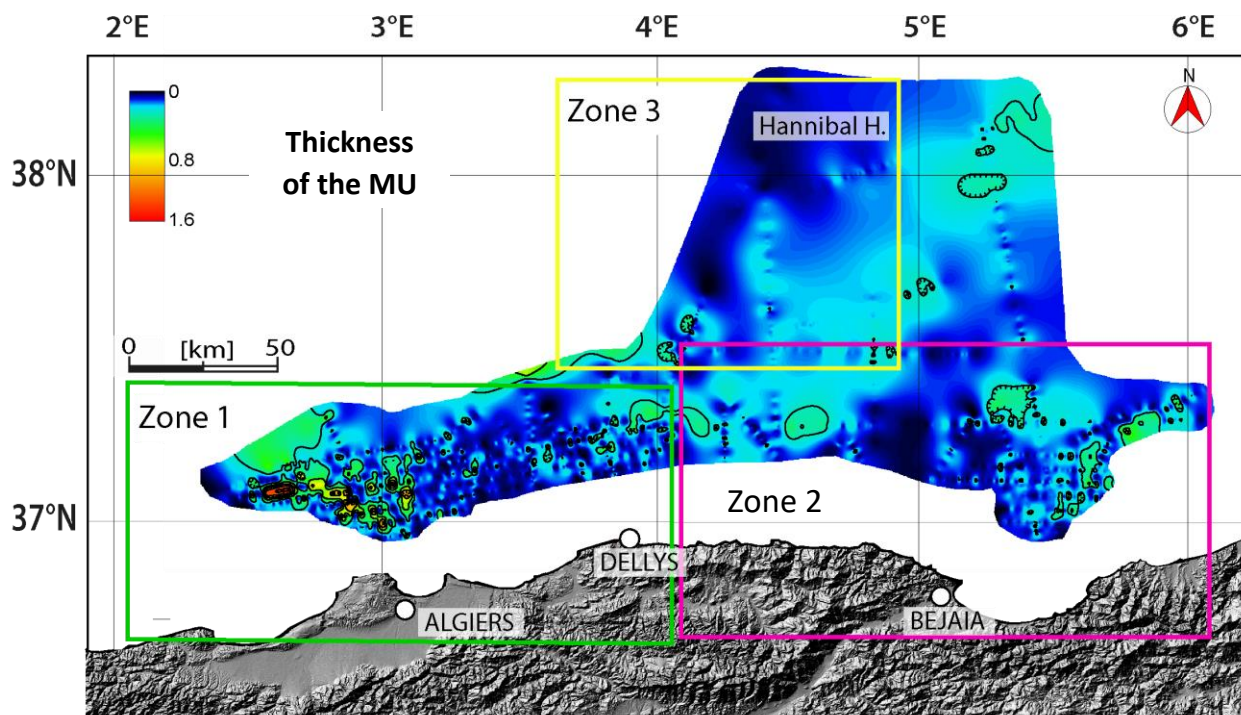 2°E 3°E 4°E 5°E 6°E
N
0
0.8
1.6
Thickness
of the MU
Zone 3
Hannibal H.
38°N
0 [km] 50
Zone 1
37°N
Zone 2
DELLYS
ALGIERS
BEJAIA